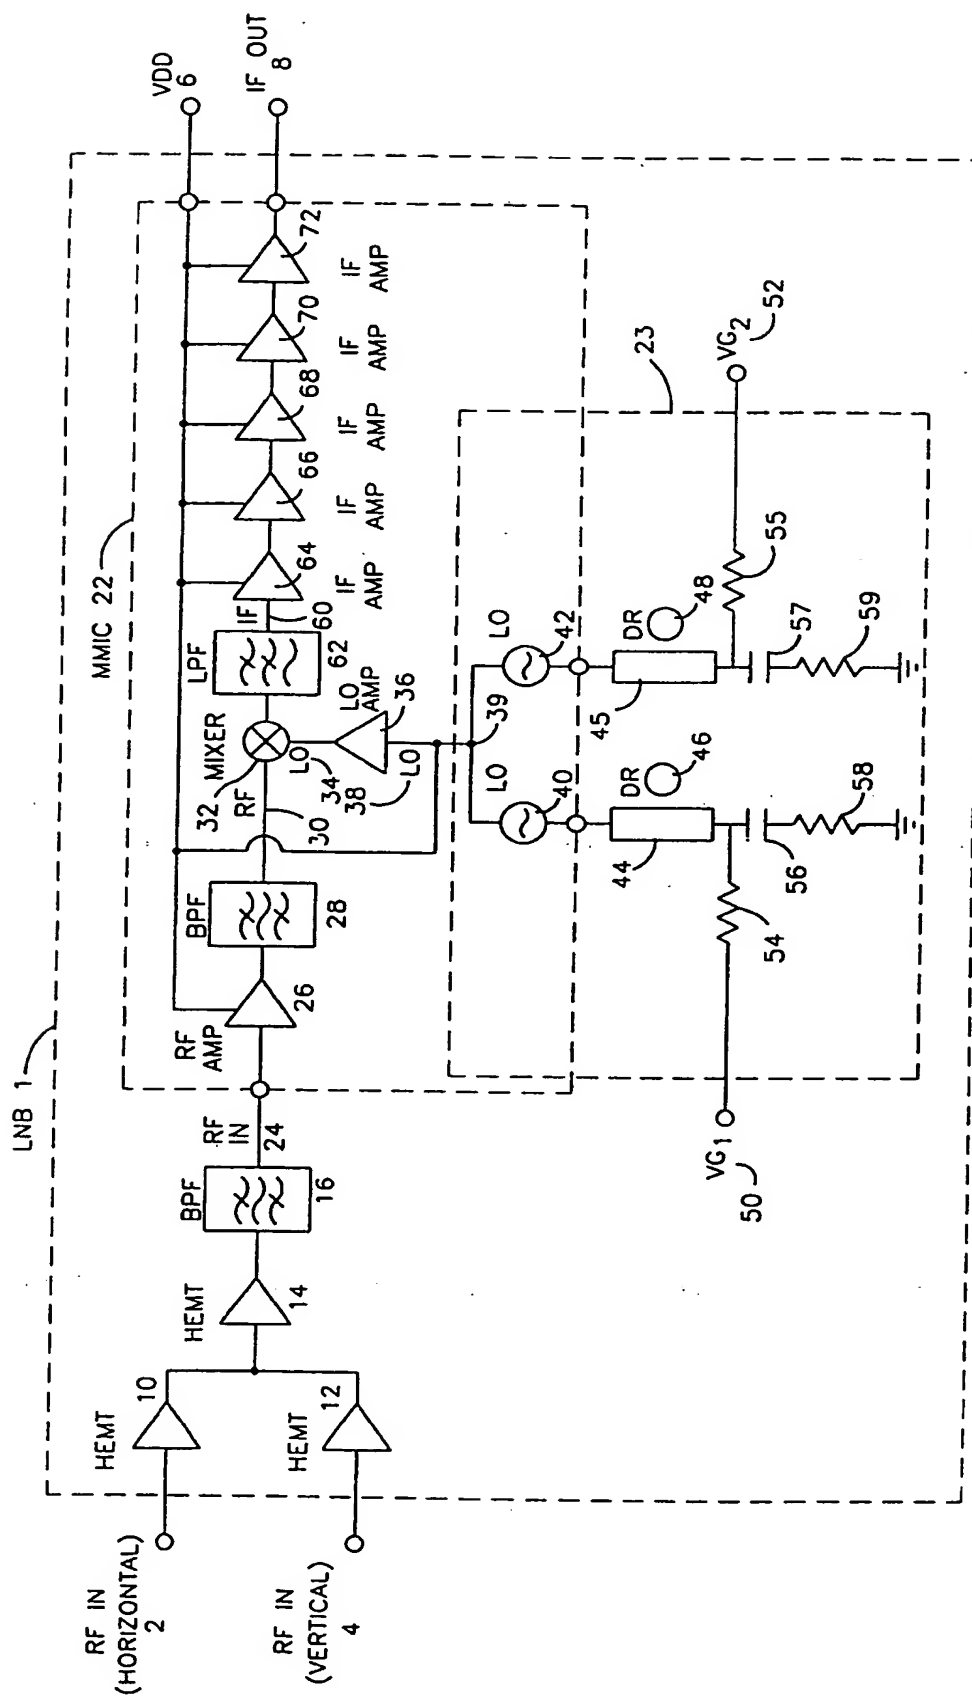 LNB 1
MMIC 22
VDD
6
IF OUT
8
RF IN
(HORIZONTAL)
2
RF IN
(VERTICAL)
4
HEMT
10
HEMT
12
HEMT
14
BPF
16
RF
IN
24
RF
AMP
26
BPF
28
30
RF
MIXER
32
LO
34
LO
38
LO AMP
36
LPF
62
IF
60
64
IF
AMP
66
IF
AMP
68
IF
AMP
70
IF
AMP
72
IF
AMP
39
LO
40
LO
42
23
44
DR
46
45
DR
48
VG1
50
VG2
52
54
55
56
57
58
59